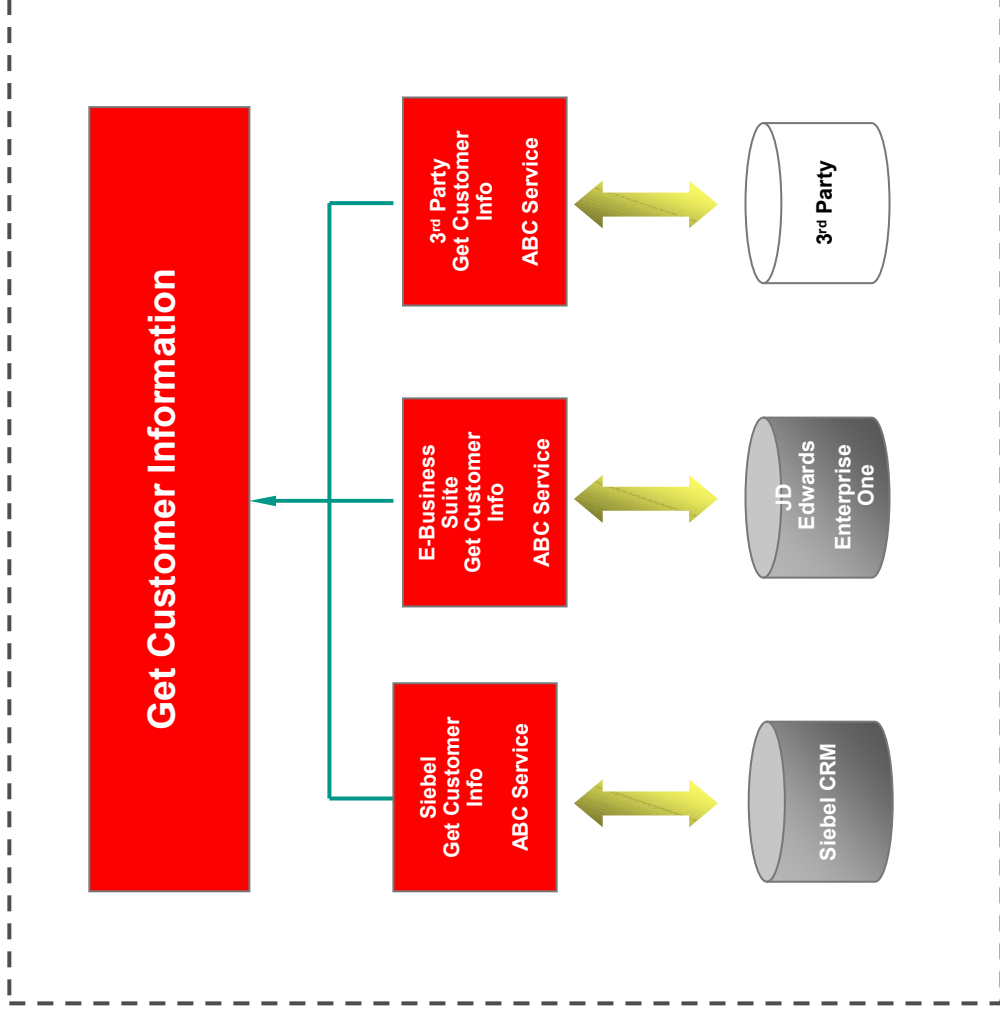 Get Customer Information
Siebel
Get Customer
Info
ABC Service
E-Business
Suite
Get Customer
Info
ABC Service
3rd Party
Get Customer
Info
ABC Service
Siebel CRM
JD
Edwards
Enterprise
One
3rd Party